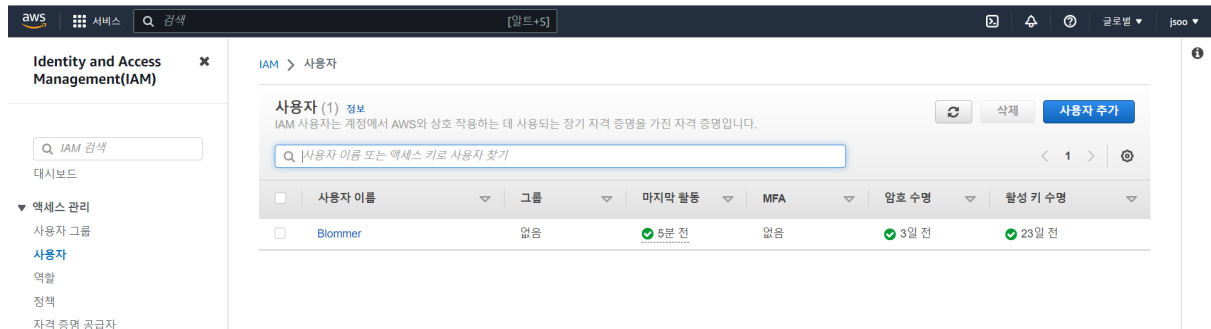 aws 서비스 검색 [알트+S] 글로벌 ▼ jsoo ▼
Identity and Access
Management(IAM)
IAM 검색
대시보드
▼ 액세스 관리
사용자 그룹
사용자
역할
정책
자격 증명 공급자
IAM > 사용자
사용자 (1) 정보
IAM 사용자는 계정에서 AWS와 상호 작용하는 데 사용되는 장기 자격 증명을 가진 자격 증명입니다.
삭제 사용자 추가
사용자 이름 또는 액세스 키로 사용자 찾기
< 1 >
사용자 이름 그룹 마지막 활동 MFA 암호 수명 활성 키 수명
Blommer 없음 5분 전 없음 3일 전 23일 전